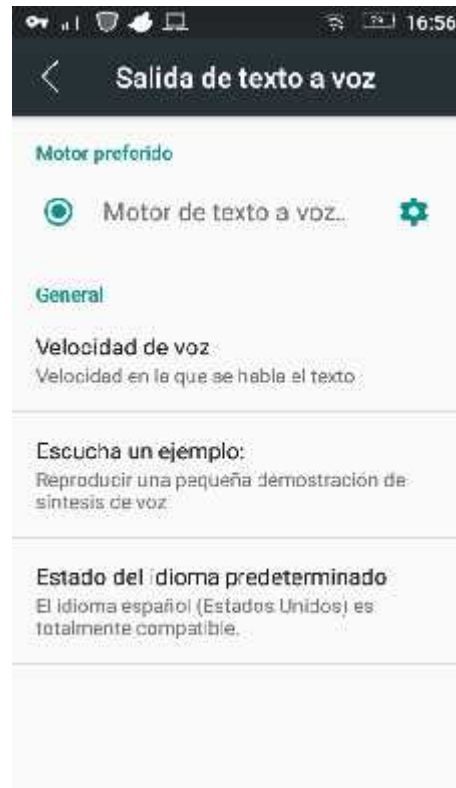 16:56
Salida de texto a voz
Motor preferido
Motor de texto a voz..
General
Velocidad de voz
Velocidad en la que se habla el texto
Escucha un ejemplo:
Reproducir una pequeña demostración de
síntesis de voz
Estado del idioma predeterminado
El idioma español (Estados Unidos) es
totalmente compatible.